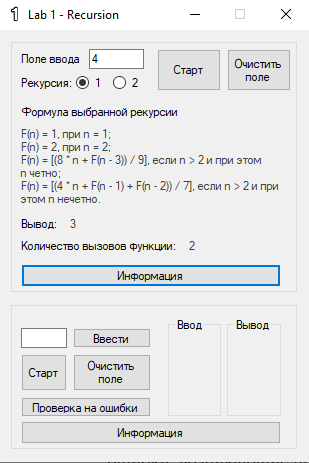 Lab 1 - Recursion
Поле ввода 4
Старт
Очистить
поле
Рекурсия: 1 2
Формула выбранной рекурсии
F(n) = 1, при n = 1;
F(n) = 2, при n = 2;
F(n) = [(8 * n + F(n - 3)) / 9], если n > 2 и при этом
n четно;
F(n) = [(4 * n + F(n - 1) + F(n - 2)) / 7], если n > 2 и при
этом n нечетно.
Вывод: 3
Количество вызовов функции: 2
Информация
Ввести
Старт
Очистить
поле
Проверка на ошибки
Ввод
Вывод
Информация